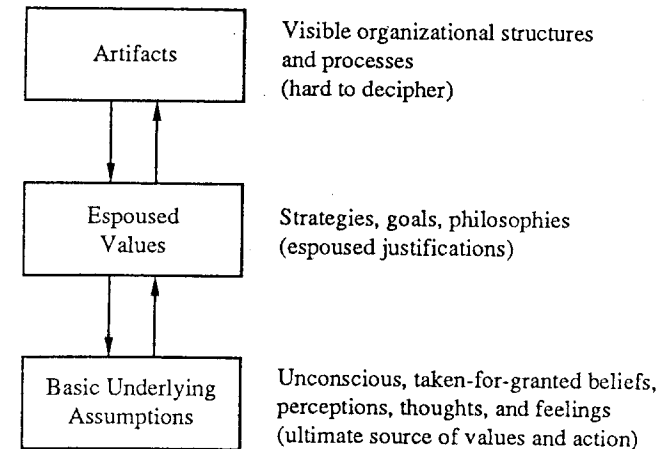 Artifacts
Visible organizational structures
and processes
(hard to decipher)
Espoused
Values
Strategies, goals, philosophies
(espoused justifications)
Basic Underlying
Assumptions
Unconscious, taken-for-granted beliefs,
perceptions, thoughts, and feelings
(ultimate source of values and action)